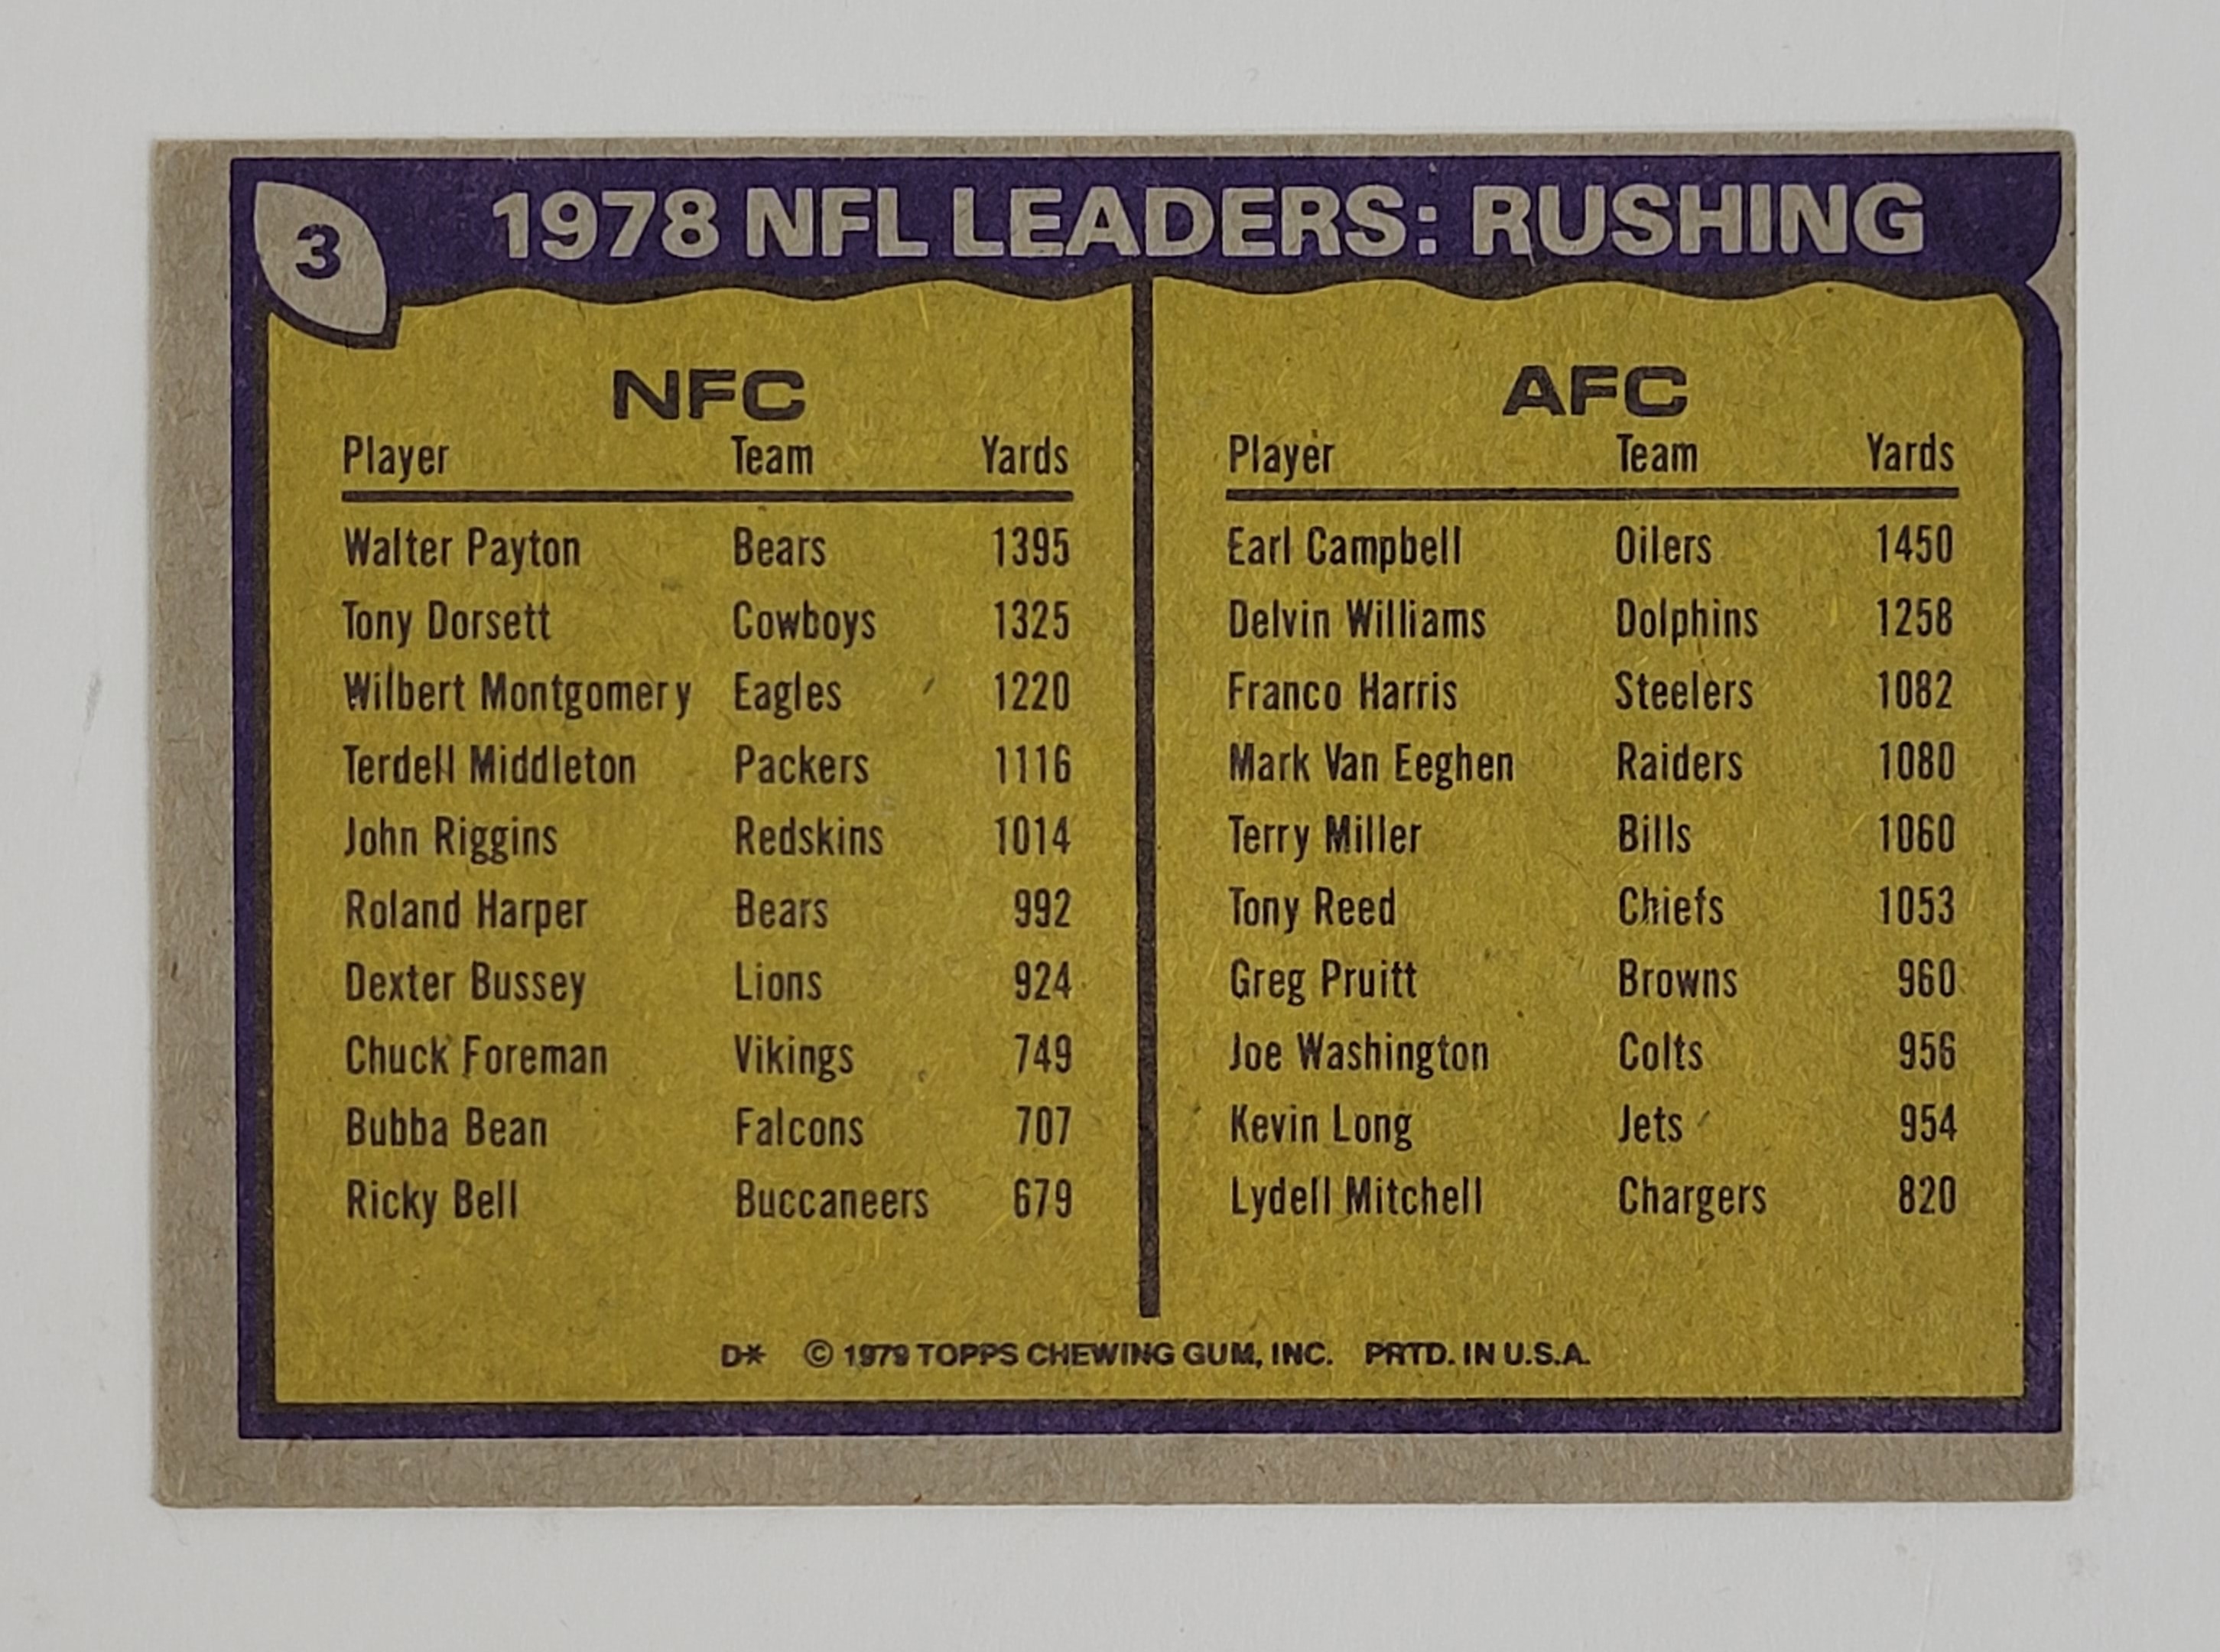 3
1978 NFL LEADERS: RUSHING
NFC
Player Team Yards
Walter Payton Bears 1395
Tony Dorsett Cowboys 1325
Wilbert Montgomery Eagles 1220
Terdell Middleton Packers 1116
John Riggins Redskins 1014
Roland Harper Bears 992
Dexter Bussey Lions 924
Chuck Foreman Vikings 749
Bubba Bean Falcons 707
Ricky Bell Buccaneers 679
AFC
Player Team Yards
Earl Campbell Oilers 1450
Delvin Williams Dolphins 1258
Franco Harris Steelers 1082
Mark Van Eeghen Raiders 1080
Terry Miller Bills 1060
Tony Reed Chiefs 1053
Greg Pruitt Browns 960
Joe Washington Colts 956
Kevin Long Jets 954
Lydell Mitchell Chargers 820
D* © 1979 TOPPS CHEWING GUM, INC. PRTD. IN U.S.A.